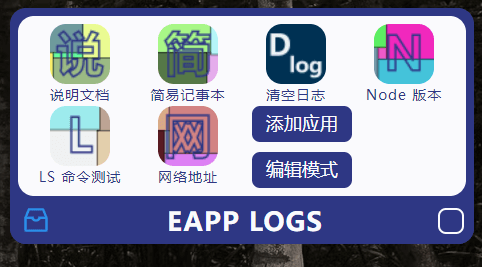 说
简
D
log
N
说明文档
简易记事本
清空日志
Node 版本
L
网
添加应用
LS 命令测试
网络地址
编辑模式
EAPP LOGS